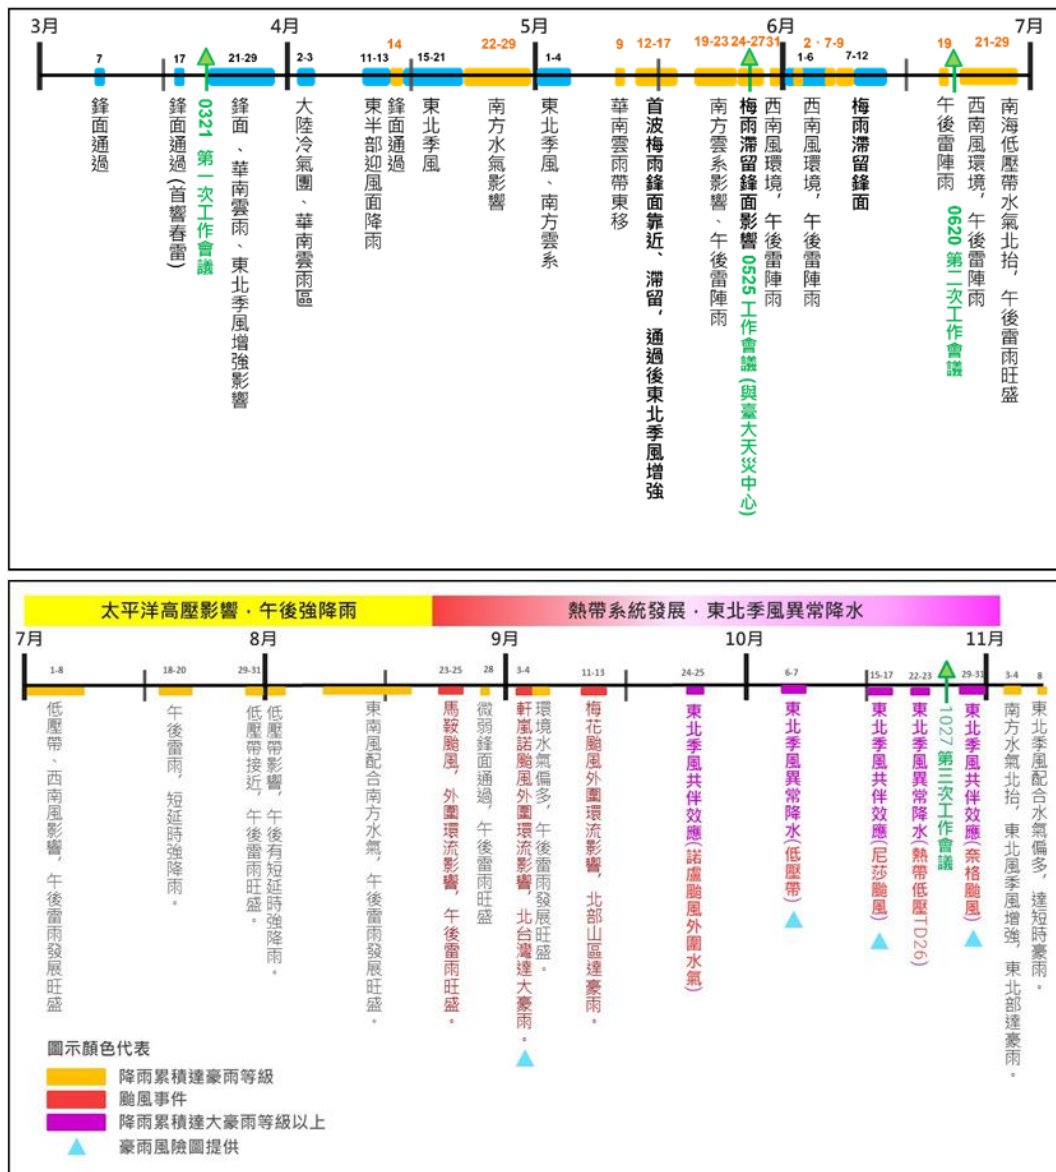 3月 4月 5月 6月 7月
7
17
21-29
2-3
11-13
14
15-21
22-29
1-4
9
12-17
19-23
24-27
31
2、7-9
1-6
7-12
19
21-29
鋒面通過
鋒面通過(首響春雷)
0321 第一次工作會議
鋒面、華南雲雨、東北季風增強影響
大陸冷氣團、華南雲雨區
東半部迎風面降雨
鋒面通過
東北季風
南方水氣影響
東北季風、南方雲系
華南雲雨帶東移
首波梅雨鋒面靠近、滯留，通過後東北季風增強
南方雲系影響、午後雷陣雨
梅雨滯留鋒面影響
0525 工作會議 (與臺大天災中心)
西南風環境，午後雷陣雨
西南風環境，午後雷陣雨
梅雨滯留鋒面
午後雷陣雨
0620 第二次工作會議
西南風環境，午後雷陣雨
南海低壓帶水氣北抬，午後雷雨旺盛
太平洋高壓影響．午後強降雨
熱帶系統發展．東北季風異常降水
7月 8月 9月 10月 11月
1-8
18-20
29-31
23-25
28
3-4
11-13
24-25
6-7
15-17
22-23
29-31
3-4
8
低壓帶、西南風影響，午後雷雨發展旺盛
午後雷雨，短延時強降雨。
低壓帶接近，午後雷雨旺盛。
低壓帶影響，午後有短延時強降雨。
東南風配合南方水氣，午後雷雨發展旺盛。
馬鞍颱風，外圍環流影響，午後雷雨旺盛。
微弱鋒面通過，午後雷雨旺盛
軒嵐諾颱風外圍環流影響，北台灣達大豪雨。
環境水氣偏多，午後雷雨發展旺盛。
梅花颱風外圍環流影響，北部山區達豪雨。
東北季風共伴效應(諾盧颱風外圍水氣)
東北季風異常降水(低壓帶)
東北季風共伴效應(尼莎颱風)
東北季風異常降水(熱帶低壓TD26)
1027 第三次工作會議
東北季風共伴效應(奈格颱風)
南方水氣北抬，東北風季風增強，東北部達豪雨。
東北季風配合水氣偏多，達短時豪雨。
圖示顏色代表
降雨累積達豪雨等級
颱風事件
降雨累積達大豪雨等級以上
豪雨風險圖提供